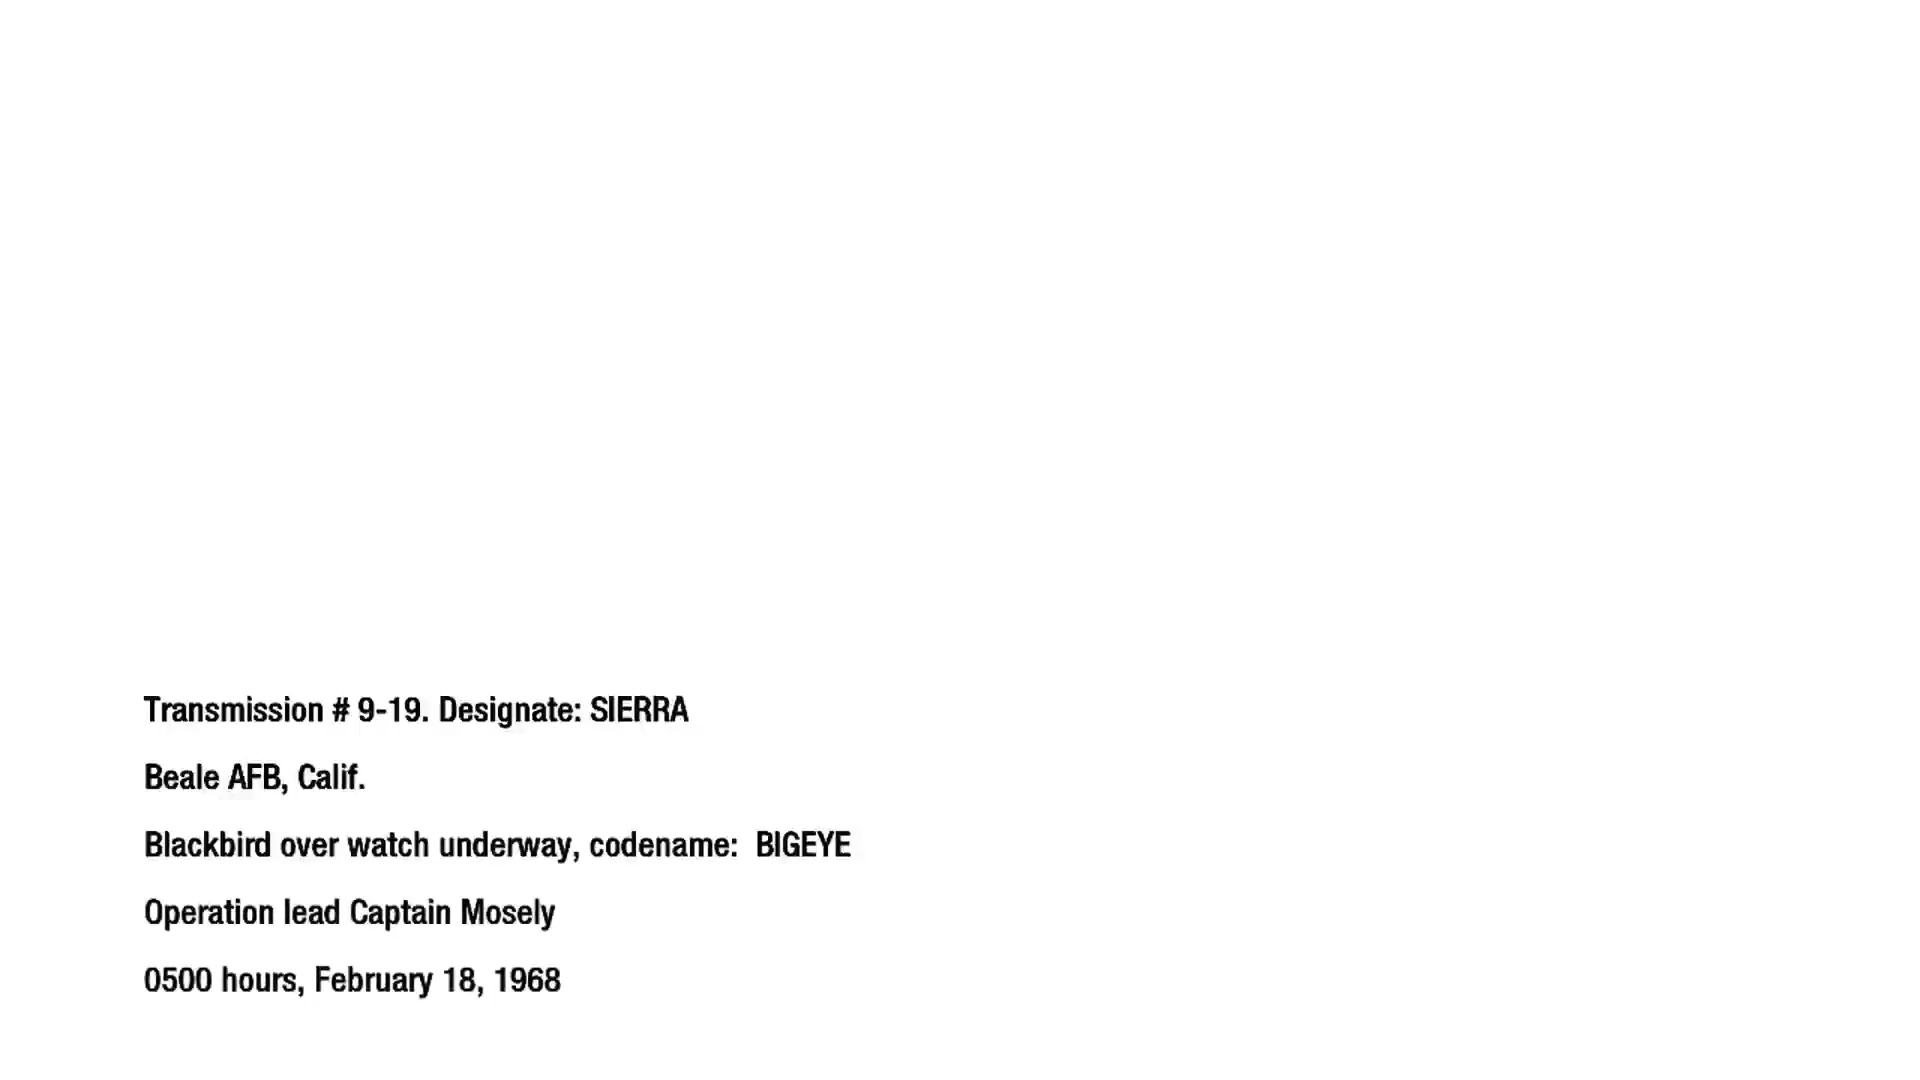 Transmission # 9-19. Designate: SIERRA
Beale AFB, Calif.
Blackbird over watch underway, codename:  BIGEYE
Operation lead Captain Mosely
0500 hours, February 18, 1968